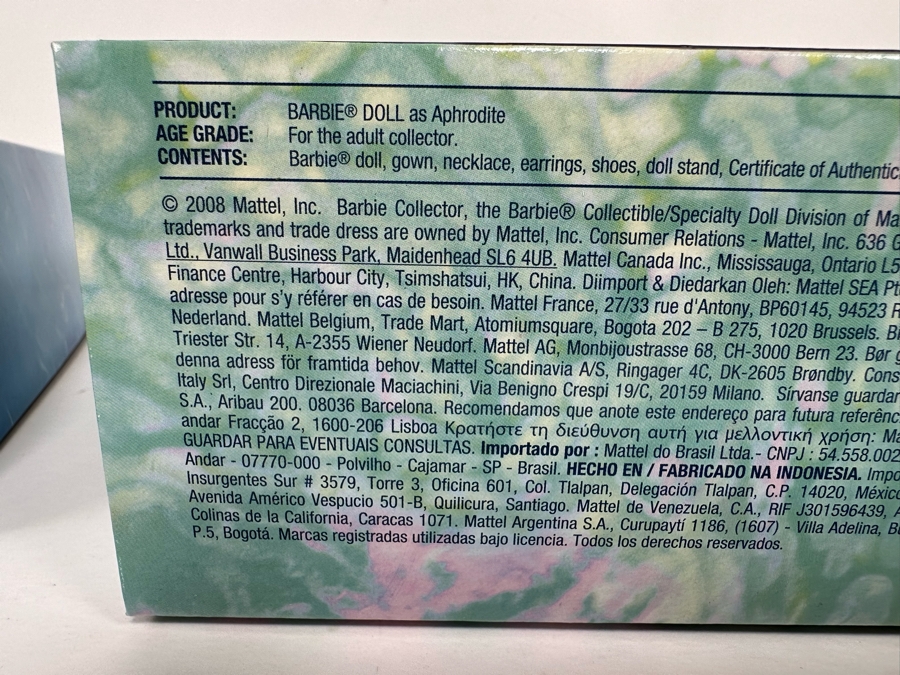 PRODUCT: BARBIE® DOLL as Aphrodite
AGE GRADE: For the adult collector.
CONTENTS: Barbie® doll, gown, necklace, earrings, shoes, doll stand, Certificate of Authentic
© 2008 Mattel, Inc. Barbie Collector, the Barbie® Collectible/Specialty Doll Division of Ma
trademarks and trade dress are owned by Mattel, Inc. Consumer Relations - Mattel, Inc. 636 G
Ltd., Vanwall Business Park, Maidenhead SL6 4UB. Mattel Canada Inc., Mississauga, Ontario L5
Finance Centre, Harbour City, Tsimshatsui, HK, China. Diimport & Diedarkan Oleh: Mattel SEA Pt
adresse pour s'y référer en cas de besoin. Mattel France, 27/33 rue d'Antony, BP60145, 94523 R
Nederland. Mattel Belgium, Trade Mart, Atomiumsquare, Bogota 202 – B 275, 1020 Brussels. B
Triester Str. 14, A-2355 Wiener Neudorf. Mattel AG, Monbijoustrasse 68, CH-3000 Bern 23. Bør g
denna adress för framtida behov. Mattel Scandinavia A/S, Ringager 4C, DK-2605 Brøndby. Cons
Italy Srl, Centro Direzionale Maciachini, Via Benigno Crespi 19/C, 20159 Milano. Sírvanse guardar
S.A., Aribau 200. 08036 Barcelona. Recomendamos que anote este endereço para futura referênc
andar Fracção 2, 1600-206 Lisboa Κρατήστε τη διεύθυνση αυτή για μελλοντική χρήση: Ma
GUARDAR PARA EVENTUAIS CONSULTAS. Importado por : Mattel do Brasil Ltda.- CNPJ : 54.558.002
Andar - 07770-000 - Polvilho - Cajamar - SP - Brasil. HECHO EN / FABRICADO NA INDONESIA. Impo
Insurgentes Sur # 3579, Torre 3, Oficina 601, Col. Tlalpan, Delegación Tlalpan, C.P. 14020, México
Avenida Américo Vespucio 501-B, Quilicura, Santiago. Mattel de Venezuela, C.A., RIF J301596439, A
Colinas de la California, Caracas 1071. Mattel Argentina S.A., Curupaytí 1186, (1607) - Villa Adelina, B
P.5, Bogotá. Marcas registradas utilizadas bajo licencia. Todos los derechos reservados.